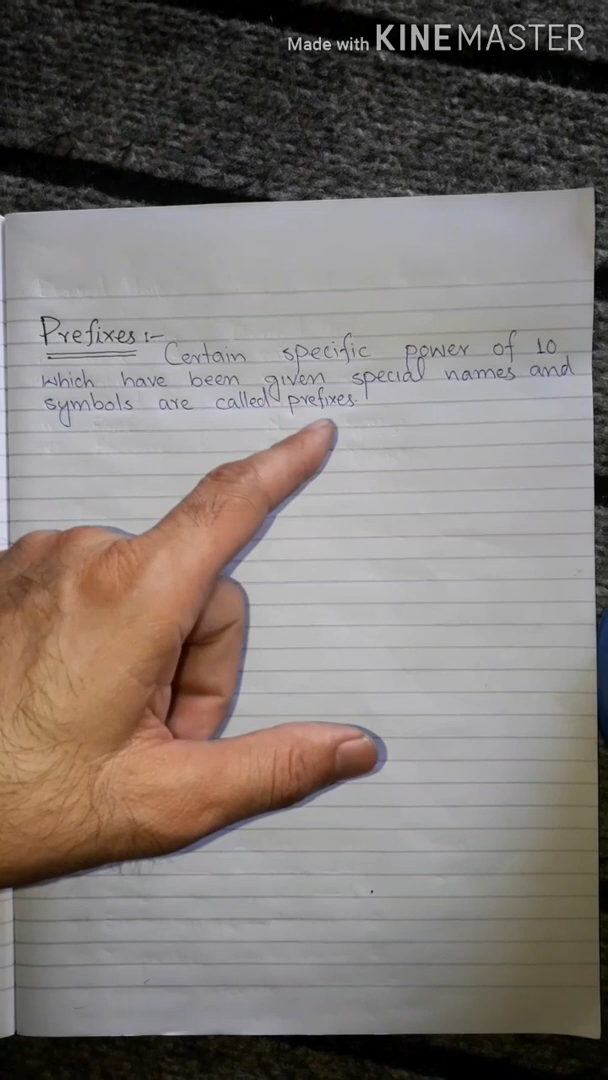 Made with KINEMASTER
Prefixes :-
Certain specific power of 10
which have been given special names and
symbols are called prefixes.